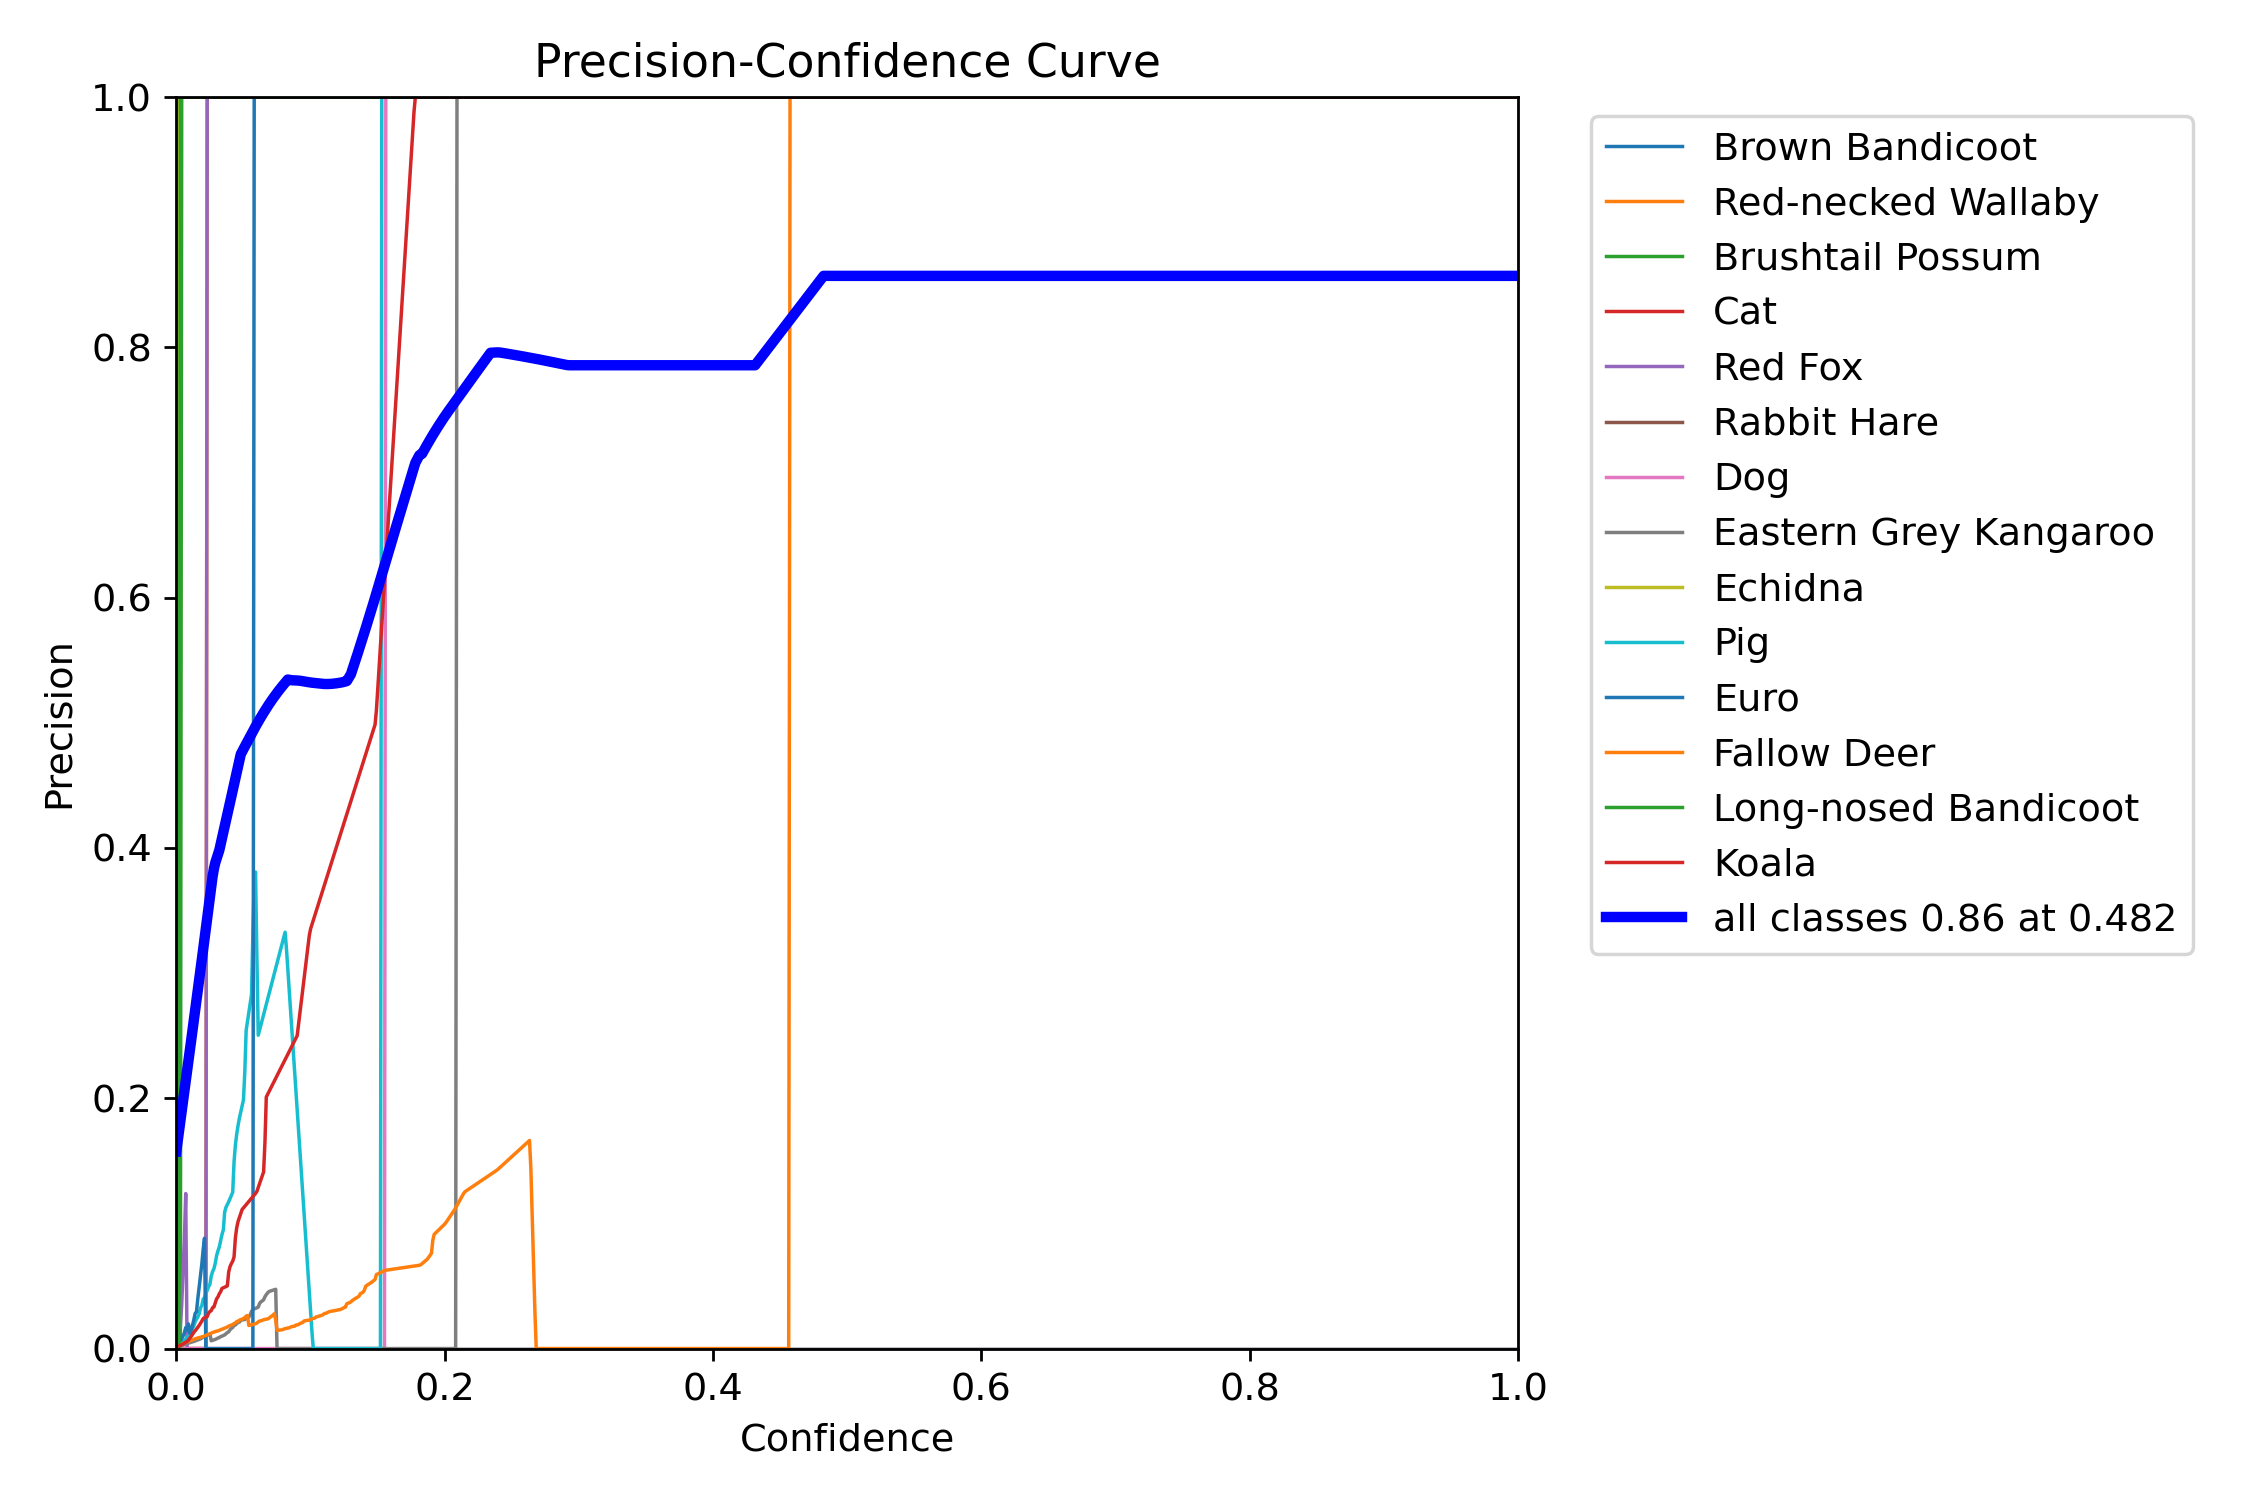 Precision-Confidence Curve
1.0
0.8
0.6
0.4
0.2
0.0
Precision
0.0 0.2 0.4 0.6 0.8 1.0
Confidence
Brown Bandicoot
Red-necked Wallaby
Brushtail Possum
Cat
Red Fox
Rabbit Hare
Dog
Eastern Grey Kangaroo
Echidna
Pig
Euro
Fallow Deer
Long-nosed Bandicoot
Koala
all classes 0.86 at 0.482